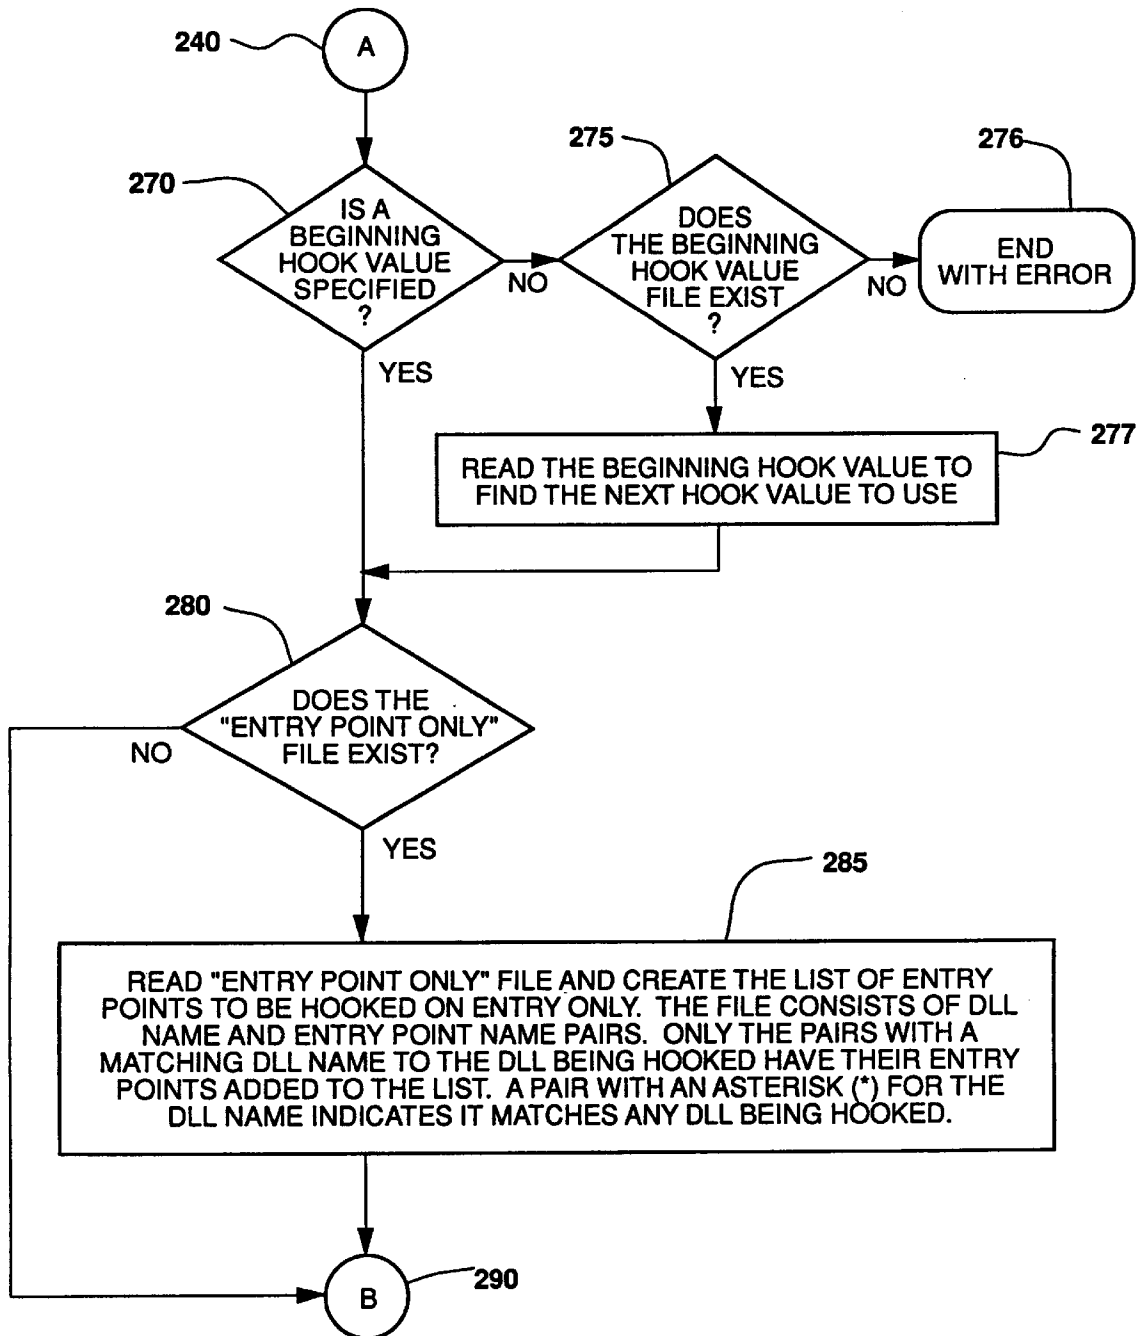 240
A
270
IS A
BEGINNING
HOOK VALUE
SPECIFIED
?
NO
YES
275
DOES
THE BEGINNING
HOOK VALUE
FILE EXIST
?
NO
YES
276
END
WITH ERROR
277
READ THE BEGINNING HOOK VALUE TO
FIND THE NEXT HOOK VALUE TO USE
280
DOES THE
"ENTRY POINT ONLY"
FILE EXIST?
NO
YES
285
READ "ENTRY POINT ONLY" FILE AND CREATE THE LIST OF ENTRY
POINTS TO BE HOOKED ON ENTRY ONLY. THE FILE CONSISTS OF DLL
NAME AND ENTRY POINT NAME PAIRS. ONLY THE PAIRS WITH A
MATCHING DLL NAME TO THE DLL BEING HOOKED HAVE THEIR ENTRY
POINTS ADDED TO THE LIST. A PAIR WITH AN ASTERISK (*) FOR THE
DLL NAME INDICATES IT MATCHES ANY DLL BEING HOOKED.
B
290